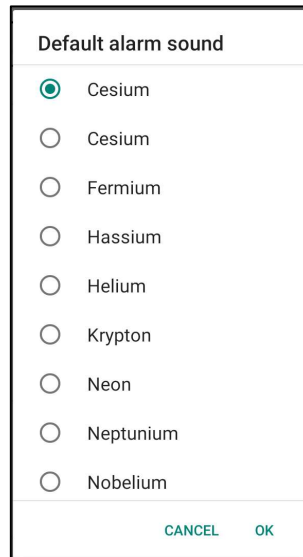 Default alarm sound
Cesium
Cesium
Fermium
Hassium
Helium
Krypton
Neon
Neptunium
Nobelium
CANCEL OK